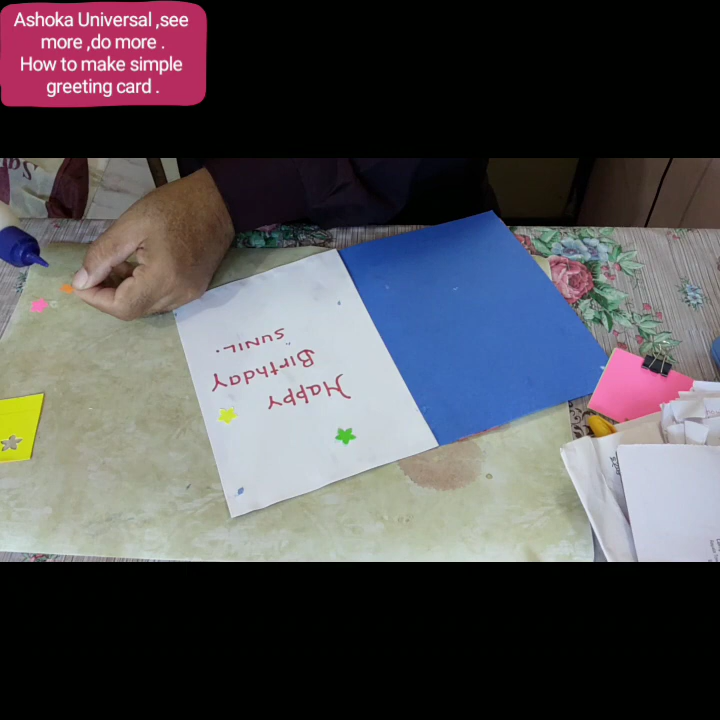 Ashoka Universal ,see
more ,do more .
How to make simple
greeting card .
Happy
Birthday
SUNIL.